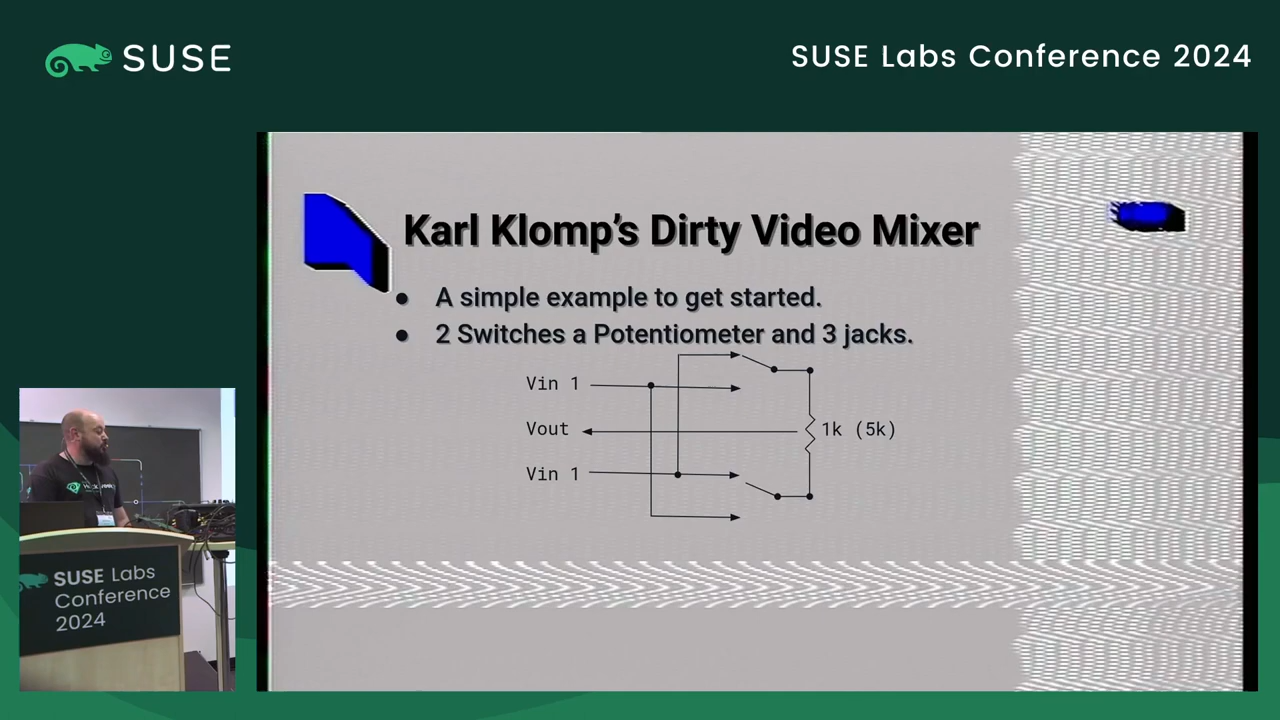 SUSE
SUSE Labs Conference 2024
Karl Klomp's Dirty Video Mixer
● A simple example to get started.
● 2 Switches a Potentiometer and 3 jacks.
Vin 1
Vout
1k (5k)
Vin 1
SUSE Labs
Conference
2024